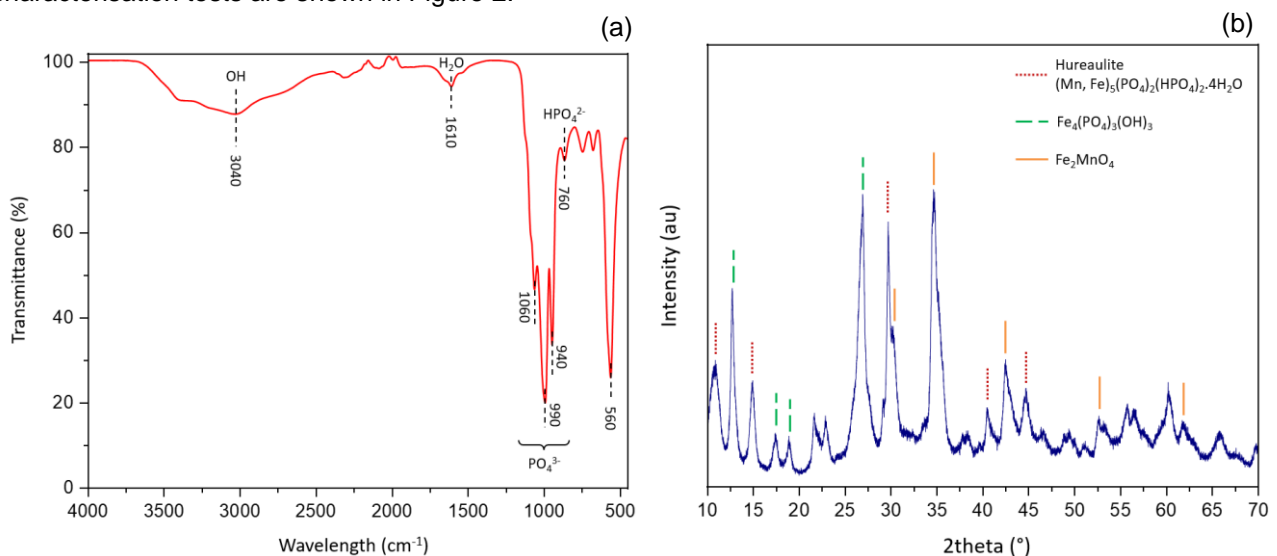 characterisation tests are shown in Figure 2.
(a)
100
80
60
40
20
0
Transmittance (%)
OH
3040
H₂O
1610
HPO₄²⁻
760
1060
990
940
560
PO₄³⁻
4000 3500 3000 2500 2000 1500 1000 500
Wavelength (cm⁻¹)
(b)
Hureaulite
(Mn, Fe)₅(PO₄)₂(HPO₄)₂.4H₂O
Fe₄(PO₄)₃(OH)₃
Fe₂MnO₄
Intensity (au)
10 15 20 25 30 35 40 45 50 55 60 65 70
2theta (°)